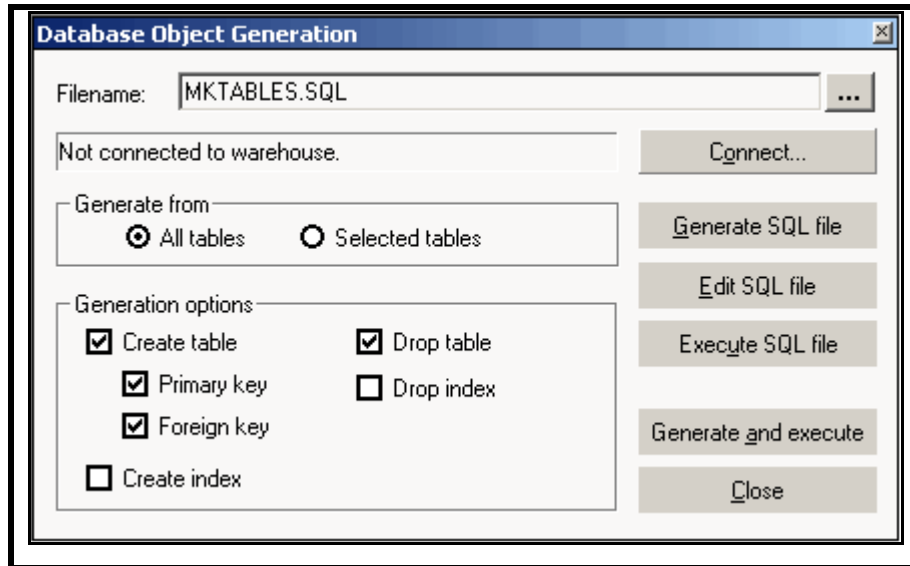 Database Object Generation
Filename: MKTABLES.SQL ...
Not connected to warehouse. Connect...
Generate from
All tables Selected tables
Generate SQL file
Edit SQL file
Generation options
Create table Drop table
Execute SQL file
Primary key Drop index
Foreign key
Generate and execute
Create index
Close